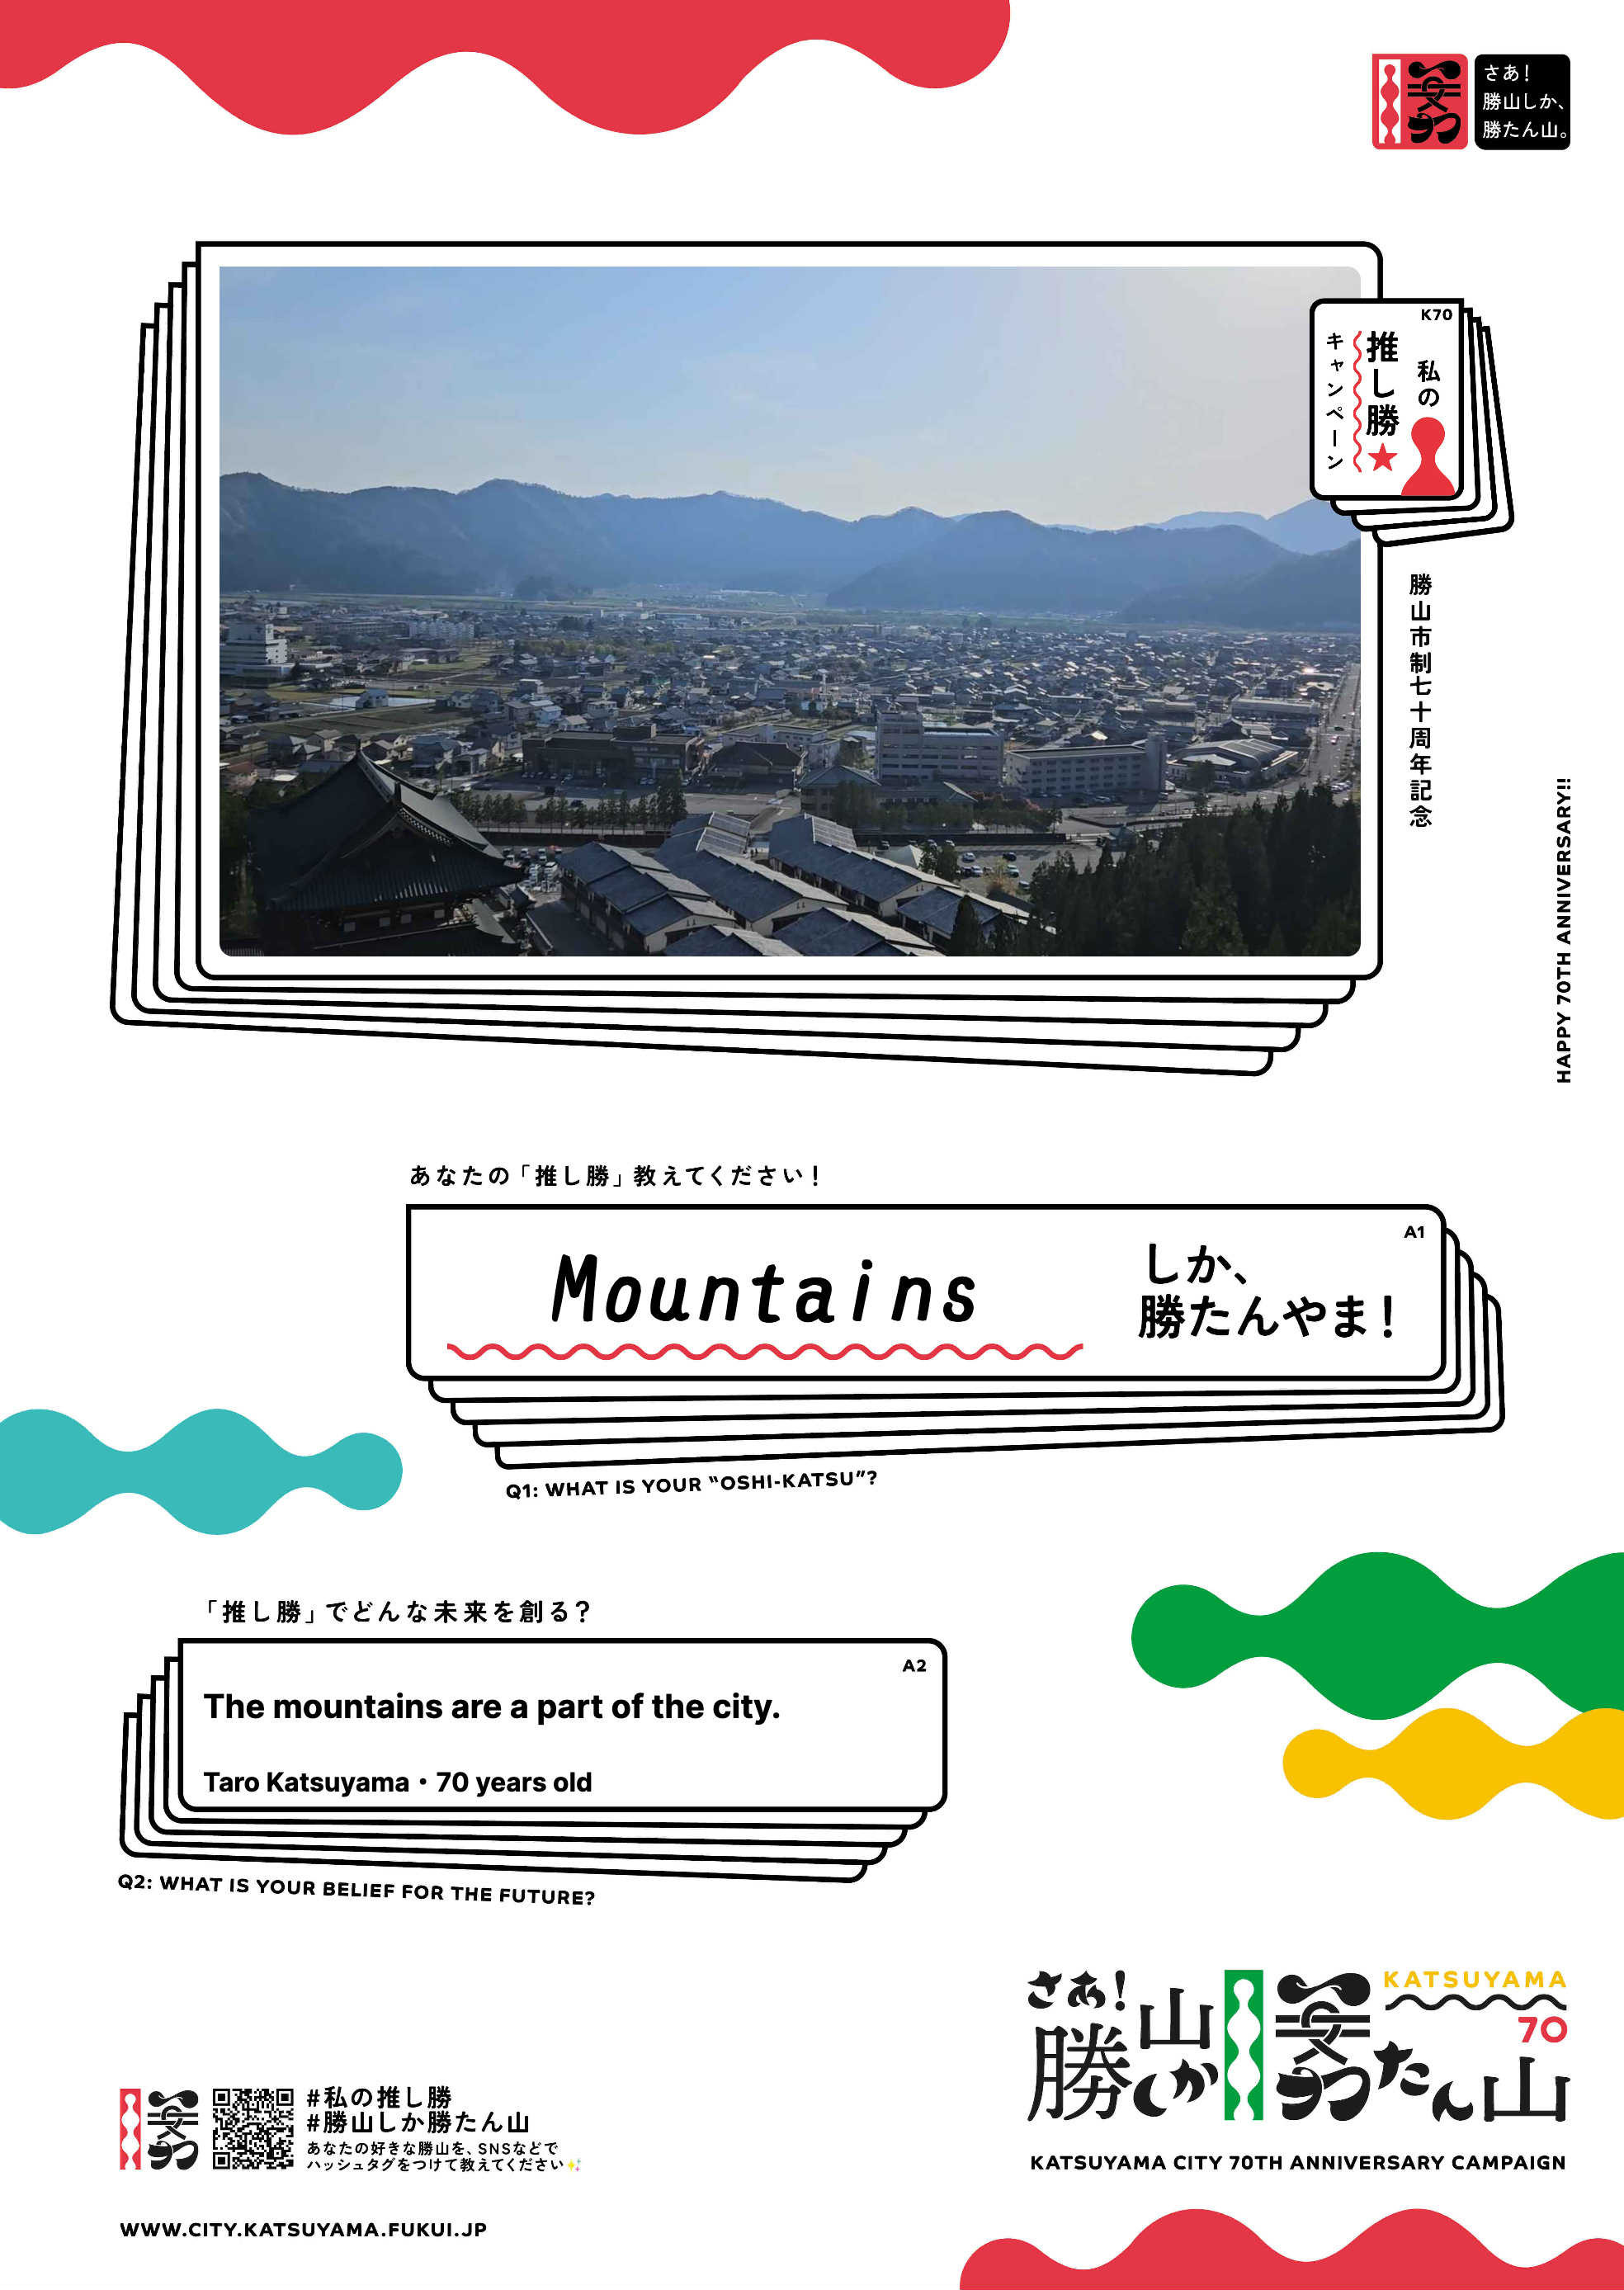 さあ！
勝山しか、
勝たん山。
K70
私の
推し勝★
キャンペーン
勝山市制七十周年記念
HAPPY 70TH ANNIVERSARY!!
あなたの「推し勝」教えてください！
A1
Mountains
しか、
勝たんやま！
Q1: WHAT IS YOUR “OSHI-KATSU”?
「推し勝」でどんな未来を創る？
A2
The mountains are a part of the city.
Taro Katsuyama・70 years old
Q2: WHAT IS YOUR BELIEF FOR THE FUTURE?
さあ！
勝山しか
勝たん山
KATSUYAMA
70
KATSUYAMA CITY 70TH ANNIVERSARY CAMPAIGN
#私の推し勝
#勝山しか勝たん山
あなたの好きな勝山を、SNSなどで
ハッシュタグをつけて教えてください✨
WWW.CITY.KATSUYAMA.FUKUI.JP